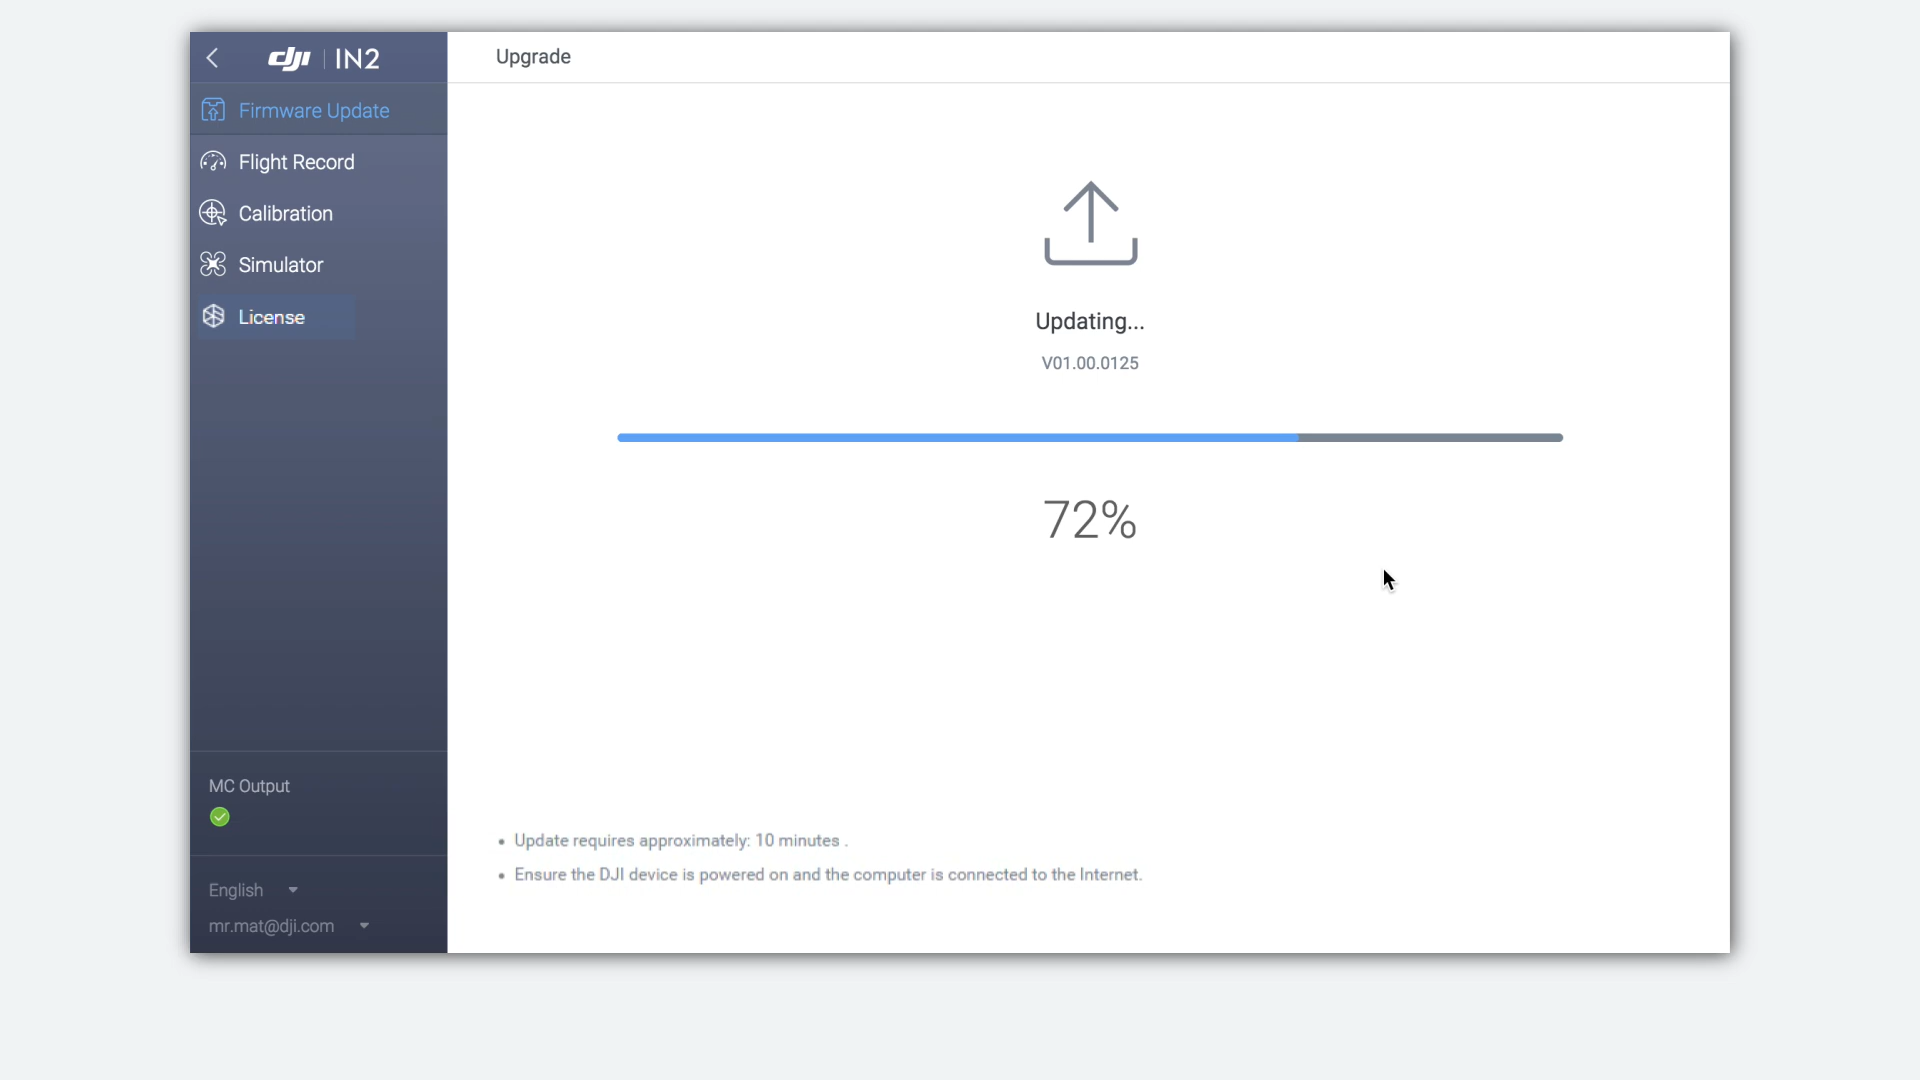 dji IN2
Upgrade
Firmware Update
Flight Record
Calibration
Simulator
License
Updating...
V01.00.0125
72%
MC Output
• Update requires approximately: 10 minutes .
• Ensure the DJI device is powered on and the computer is connected to the Internet.
English
mr.mat@dji.com